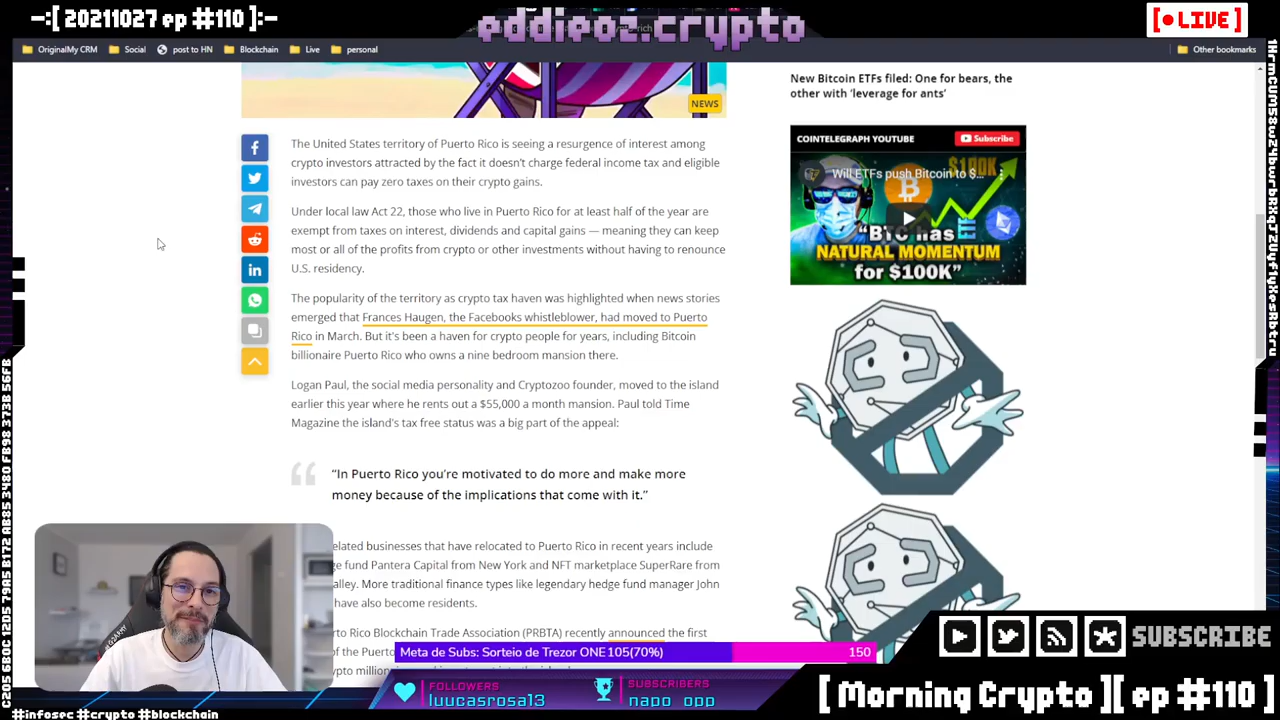 -:[ 20211027 ep #110 ]:-
eddieoz.crypto
[ LIVE ]
OriginalMy CRM
Social
post to HN
Blockchain
Live
personal
Other bookmarks
NEWS
The United States territory of Puerto Rico is seeing a resurgence of interest among
crypto investors attracted by the fact it doesn't charge federal income tax and eligible
investors can pay zero taxes on their crypto gains.
Under local law Act 22, those who live in Puerto Rico for at least half of the year are
exempt from taxes on interest, dividends and capital gains — meaning they can keep
most or all of the profits from crypto or other investments without having to renounce
U.S. residency.
The popularity of the territory as crypto tax haven was highlighted when news stories
emerged that Frances Haugen, the Facebooks whistleblower, had moved to Puerto
Rico in March. But it's been a haven for crypto people for years, including Bitcoin
billionaire Puerto Rico who owns a nine bedroom mansion there.
Logan Paul, the social media personality and Cryptozoo founder, moved to the island
earlier this year where he rents out a $55,000 a month mansion. Paul told Time
Magazine the island's tax free status was a big part of the appeal:
"In Puerto Rico you're motivated to do more and make more
money because of the implications that come with it."
elated businesses that have relocated to Puerto Rico in recent years include
ge fund Pantera Capital from New York and NFT marketplace SupeRare from
alley. More traditional finance types like legendary hedge fund manager John
have also become residents.
rto Rico Blockchain Trade Association (PRBTA) recently announced the first
of the Puerto
New Bitcoin ETFs filed: One for bears, the
other with 'leverage for ants'
COINTELEGRAPH YOUTUBE
Subscribe
Will ETFs push Bitcoin to $...
$100K
ETF
"BTC has
NATURAL MOMENTUM
for $100K"
Meta de Subs: Sorteio de Trezor ONE 105(70%)
150
FOLLOWERS
luucasrosa13
SUBSCRIBERS
napo_opp
SUBSCRIBE
[ Morning Crypto ][ ep #110 ]
#infosec #crypto #blockchain